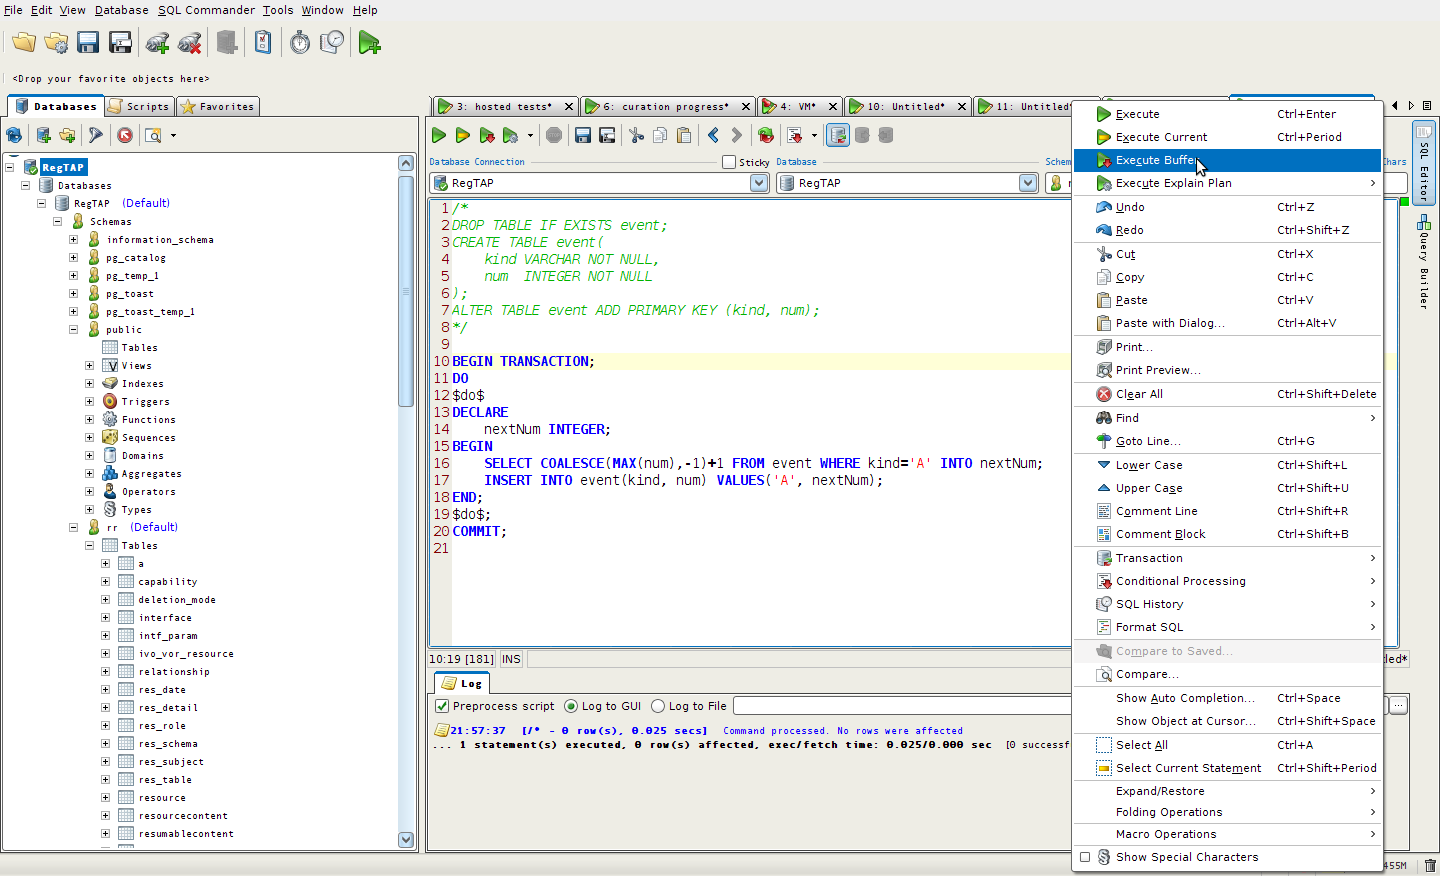 File Edit View Database SQL Commander Tools Window Help
<Drop your favorite objects here>
Databases Scripts Favorites
RegTAP
Databases
RegTAP (Default)
Schemas
information_schema
pg_catalog
pg_temp_1
pg_toast
pg_toast_temp_1
public
Tables
Views
Indexes
Triggers
Functions
Sequences
Domains
Aggregates
Operators
Types
rr (Default)
Tables
a
capability
deletion_mode
interface
intf_param
ivo_vor_resource
relationship
res_date
res_detail
res_role
res_schema
res_subject
res_table
resource
resourcecontent
resumablecontent
3: hosted tests* 6: curation progress* 4: VM* 10: Untitled* 11: Untitled*
Database Connection Sticky Database Schem Chars
RegTAP RegTAP
1 /*
2 DROP TABLE IF EXISTS event;
3 CREATE TABLE event(
4 kind VARCHAR NOT NULL,
5 num INTEGER NOT NULL
6 );
7 ALTER TABLE event ADD PRIMARY KEY (kind, num);
8 */
9
10 BEGIN TRANSACTION;
11 DO
12 $do$
13 DECLARE
14 nextNum INTEGER;
15 BEGIN
16 SELECT COALESCE(MAX(num),-1)+1 FROM event WHERE kind='A' INTO nextNum;
17 INSERT INTO event(kind, num) VALUES('A', nextNum);
18 END;
19 $do$;
20 COMMIT;
21
10:19 [181] INS led*
Log
Preprocess script Log to GUI Log to File ...
21:57:37 [/* - 0 row(s), 0.025 secs] Command processed. No rows were affected
... 1 statement(s) executed, 0 row(s) affected, exec/fetch time: 0.025/0.000 sec [0 successf
Execute Ctrl+Enter
Execute Current Ctrl+Period
Execute Buffer
Execute Explain Plan
Undo Ctrl+Z
Redo Ctrl+Shift+Z
Cut Ctrl+X
Copy Ctrl+C
Paste Ctrl+V
Paste with Dialog... Ctrl+Alt+V
Print...
Print Preview...
Clear All Ctrl+Shift+Delete
Find
Goto Line... Ctrl+G
Lower Case Ctrl+Shift+L
Upper Case Ctrl+Shift+U
Comment Line Ctrl+Shift+R
Comment Block Ctrl+Shift+B
Transaction
Conditional Processing
SQL History
Format SQL
Compare to Saved...
Compare...
Show Auto Completion... Ctrl+Space
Show Object at Cursor... Ctrl+Shift+Space
Select All Ctrl+A
Select Current Statement Ctrl+Shift+Period
Expand/Restore
Folding Operations
Macro Operations
Show Special Characters
SQL Editor
Query Builder
455M